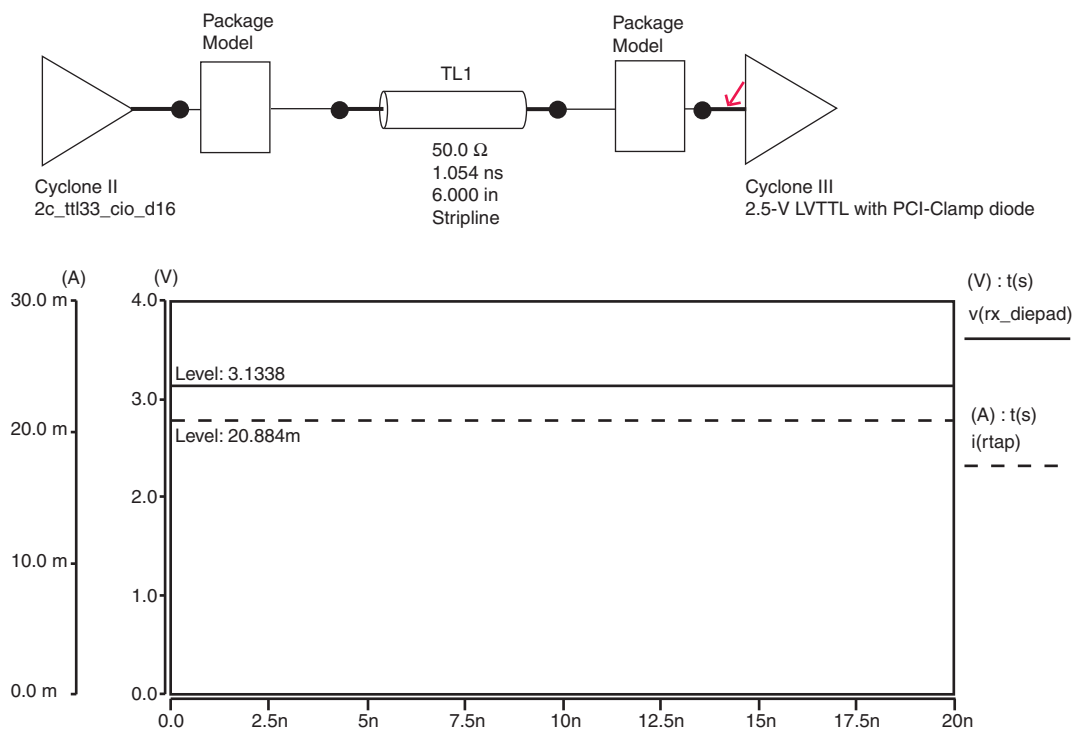 Package
Model
Package
Model
TL1
50.0 Ω
1.054 ns
6.000 in
Stripline
Cyclone II
2c_ttl33_cio_d16
Cyclone III
2.5-V LVTTL with PCI-Clamp diode
(A)
(V)
(V) : t(s)
30.0 m
4.0
v(rx_diepad)
Level: 3.1338
3.0
(A) : t(s)
20.0 m
Level: 20.884m
i(rtap)
2.0
10.0 m
1.0
0.0 m
0.0
0.0
2.5n
5n
7.5n
10n
12.5n
15n
17.5n
20n